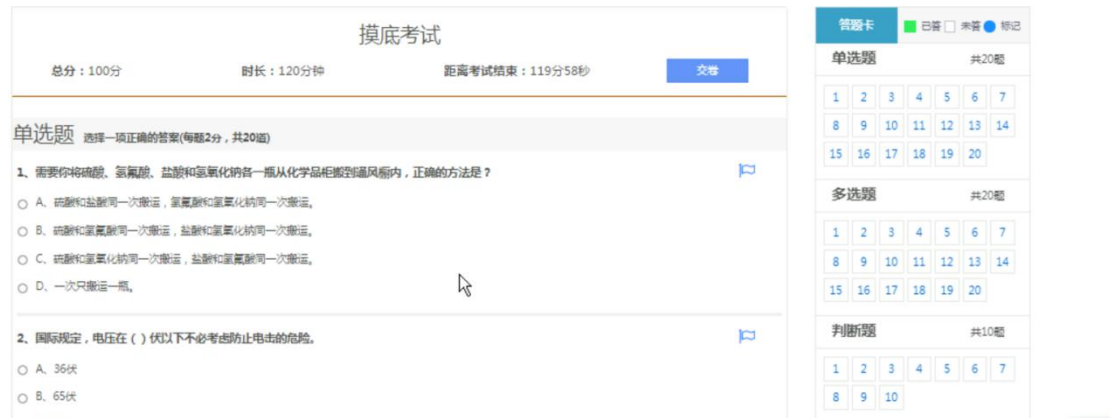 摸底考试
总分：100分 时长：120分钟 距离考试结束：119分58秒 交卷
单选题 选择一项正确的答案(每题2分，共20道)
1、需要你将硫酸、氢氟酸、盐酸和氢氧化钠各一瓶从化学品柜搬到通风橱内，正确的方法是？
A、硫酸和盐酸同一次搬运，氢氟酸和氢氧化钠同一次搬运。
B、硫酸和氢氟酸同一次搬运，盐酸和氢氧化钠同一次搬运。
C、硫酸和氢氧化钠同一次搬运，盐酸和氢氟酸同一次搬运。
D、一次只搬运一瓶。
2、国际规定，电压在 ( ) 伏以下不必考虑防止电击的危险。
A、36伏
B、65伏
答题卡 已答 未答 标记
单选题 共20题
1 2 3 4 5 6 7
8 9 10 11 12 13 14
15 16 17 18 19 20
多选题 共20题
1 2 3 4 5 6 7
8 9 10 11 12 13 14
15 16 17 18 19 20
判断题 共10题
1 2 3 4 5 6 7
8 9 10